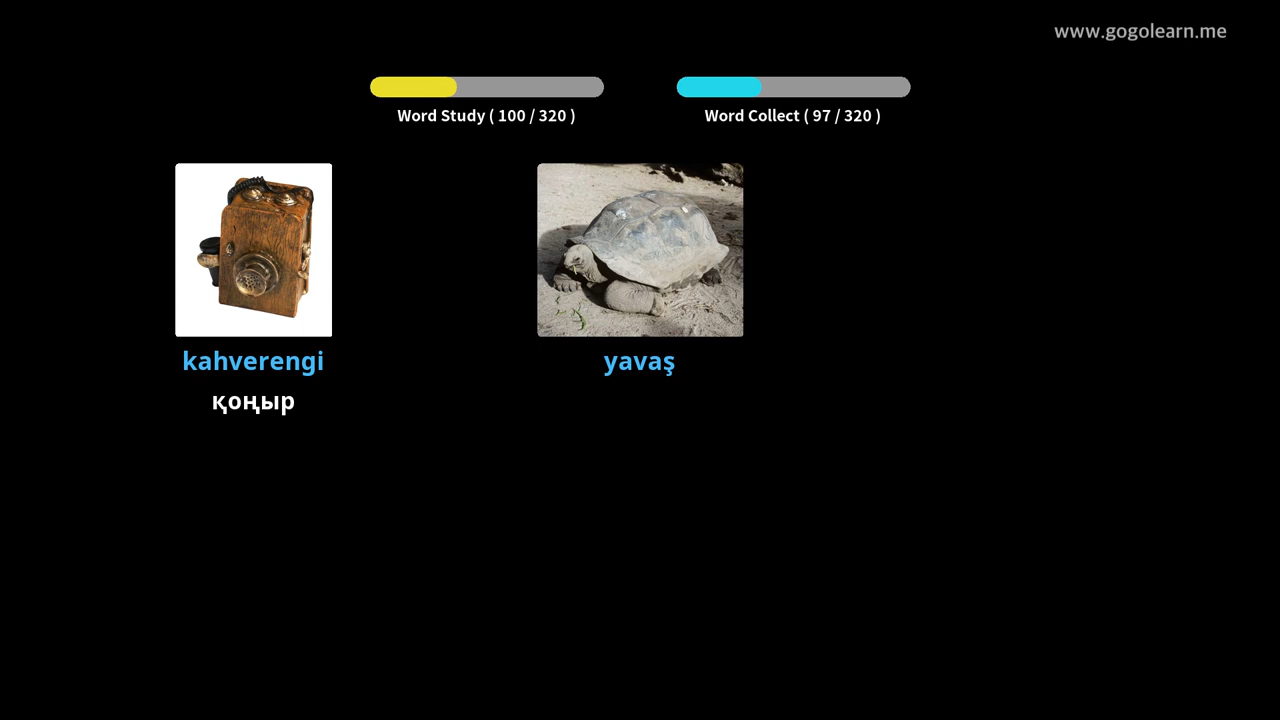 www.gogolearn.me
Word Study ( 100 / 320 )
Word Collect ( 97 / 320 )
kahverengi
қоңыр
yavaş